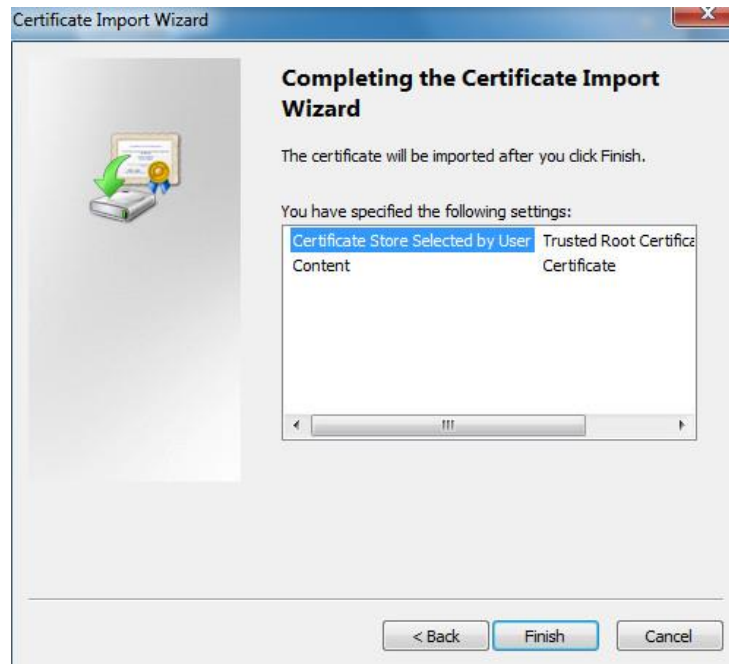 Certificate Import Wizard
Completing the Certificate Import
Wizard
The certificate will be imported after you click Finish.
You have specified the following settings:
Certificate Store Selected by User Trusted Root Certifica
Content Certificate
< Back Finish Cancel